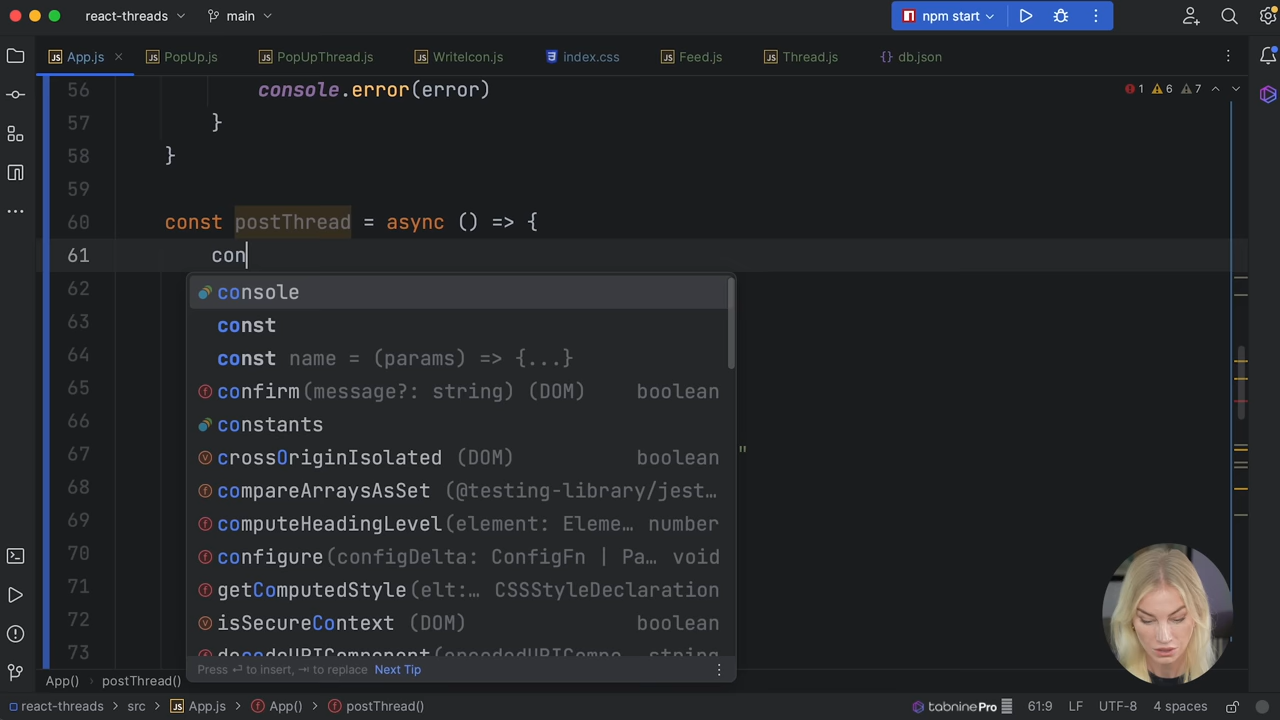 react-threads
main
npm start
App.js
PopUp.js
PopUpThread.js
WriteIcon.js
index.css
Feed.js
Thread.js
db.json
56 console.error(error)
1 6 7
57 }
58 }
59
60 const postThread = async () => {
61 con
62 console
63 const
64 const name = (params) => {...}
65 confirm(message?: string) (DOM) boolean
66 constants
67 crossOriginIsolated (DOM) boolean "
68 compareArraysAsSet (@testing-library/jest…
69 computeHeadingLevel(element: Eleme… number
70 configure(configDelta: ConfigFn | Pa… void
71 getComputedStyle(elt:… CSSStyleDeclaration
72 isSecureContext (DOM) boolean
73 decodeURIComponent(encodedURICompo… string
Press ⏎ to insert, ⇥ to replace Next Tip
App() › postThread()
react-threads › src › App.js › App() › postThread()
tabnine Pro 61:9 LF UTF-8 4 spaces